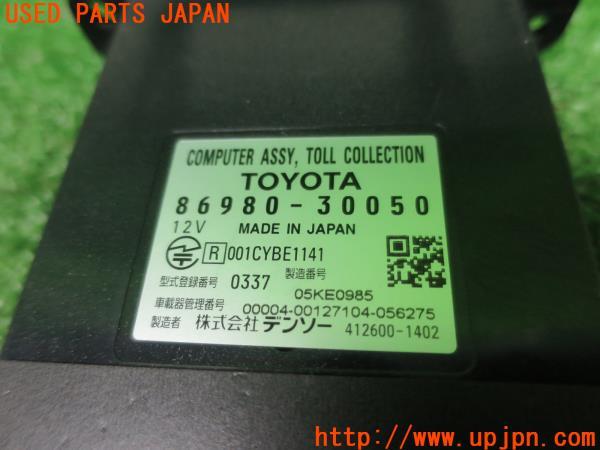 USED PARTS JAPAN
COMPUTER ASSY, TOLL COLLECTION
TOYOTA
86980-30050
12V MADE IN JAPAN
R 001CYBE1141
型式登録番号 0337 製造番号 05KE0985
車載器管理番号 00004-00127104-056275
製造者 株式会社デンソー 412600-1402
UPJ
http://www.upjpn.com